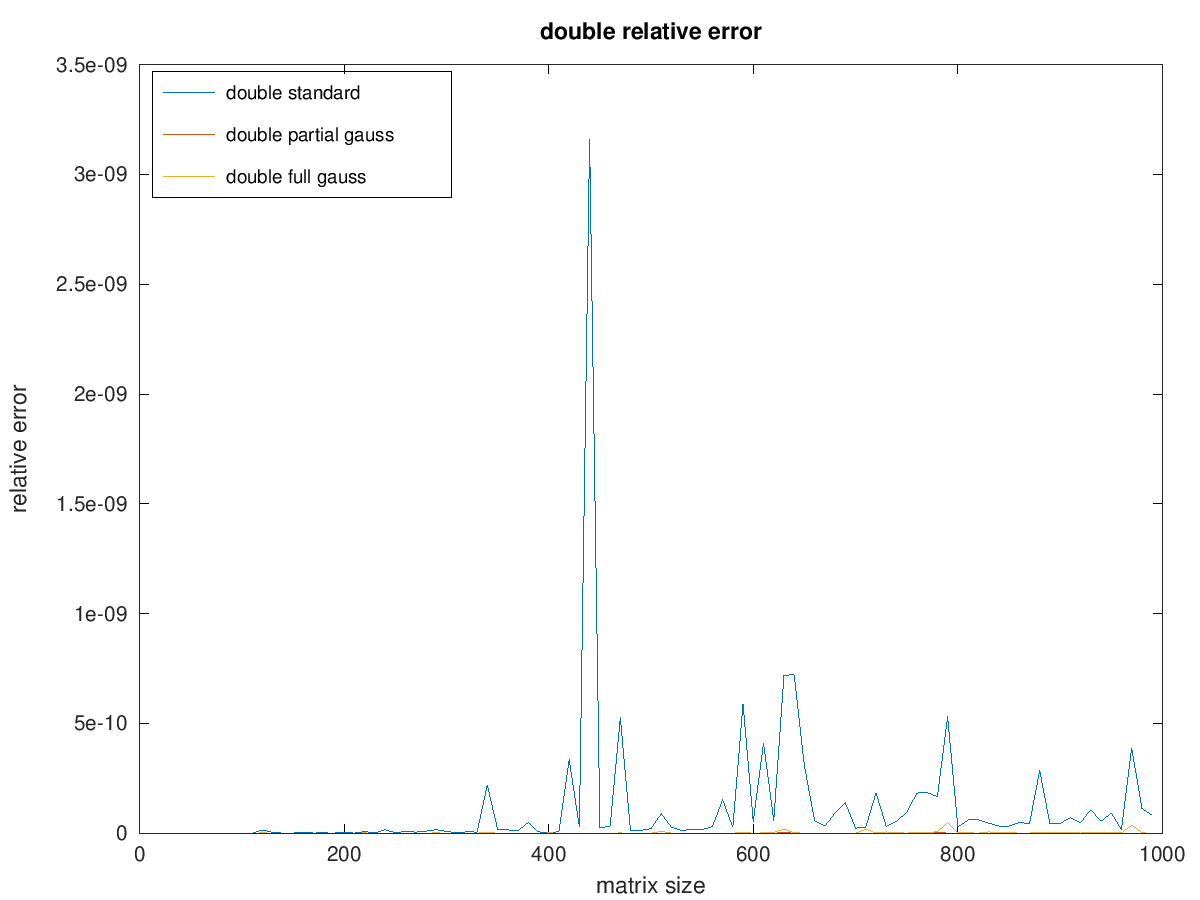 double relative error
3.5e-09
3e-09
2.5e-09
2e-09
1.5e-09
1e-09
5e-10
0
double standard
double partial gauss
double full gauss
relative error
0
200
400
600
800
1000
matrix size